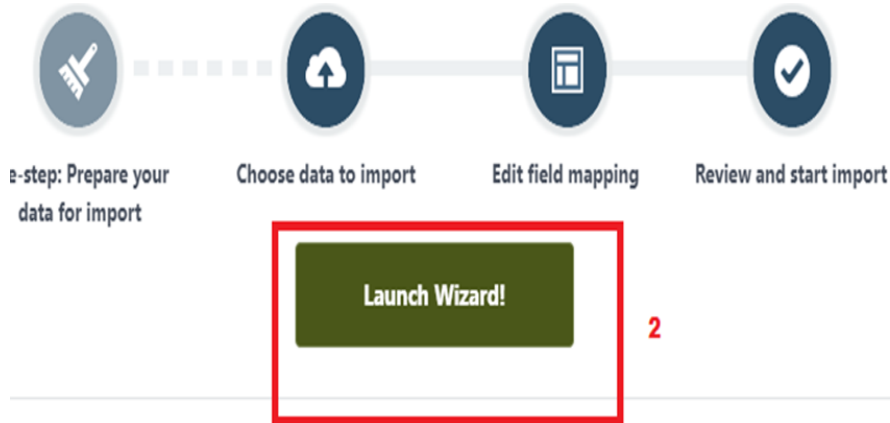 e-step: Prepare your
data for import
Choose data to import
Edit field mapping
Review and start import
Launch Wizard!
2